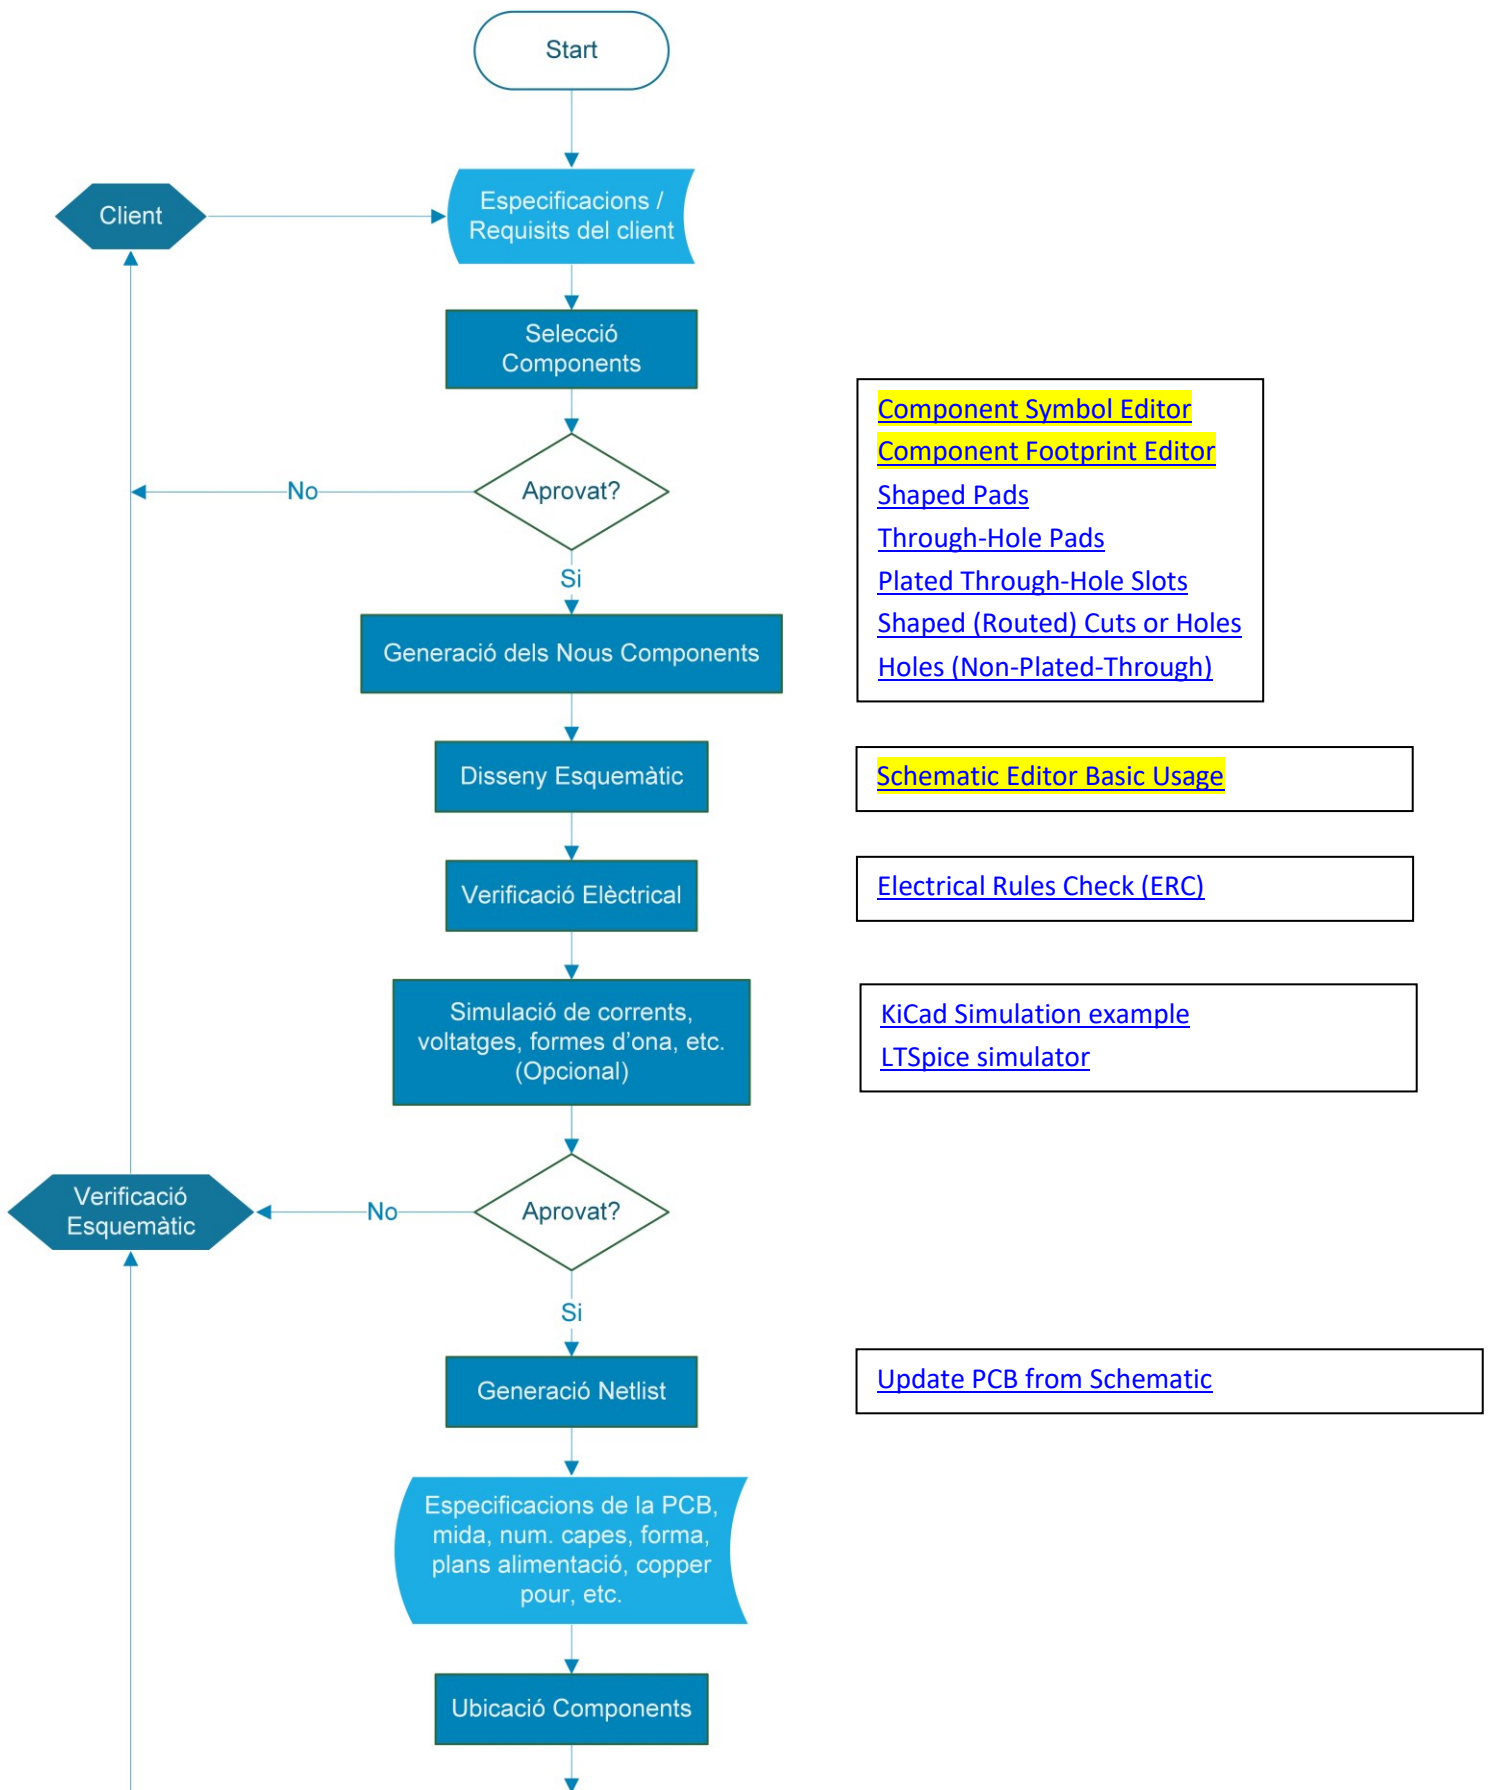 Start
Client
Especificacions /
Requisits del client
Selecció
Components
Component Symbol Editor
Component Footprint Editor
Shaped Pads
Through-Hole Pads
Plated Through-Hole Slots
Shaped (Routed) Cuts or Holes
Holes (Non-Plated-Through)
No
Aprovat?
Si
Generació dels Nous Components
Disseny Esquemàtic
Schematic Editor Basic Usage
Verificació Elèctrical
Electrical Rules Check (ERC)
Simulació de corrents,
voltatges, formes d’ona, etc.
(Opcional)
KiCad Simulation example
LTSpice simulator
Verificació
Esquemàtic
No
Aprovat?
Si
Generació Netlist
Update PCB from Schematic
Especificacions de la PCB,
mida, num. capes, forma,
plans alimentació, copper
pour, etc.
Ubicació Components